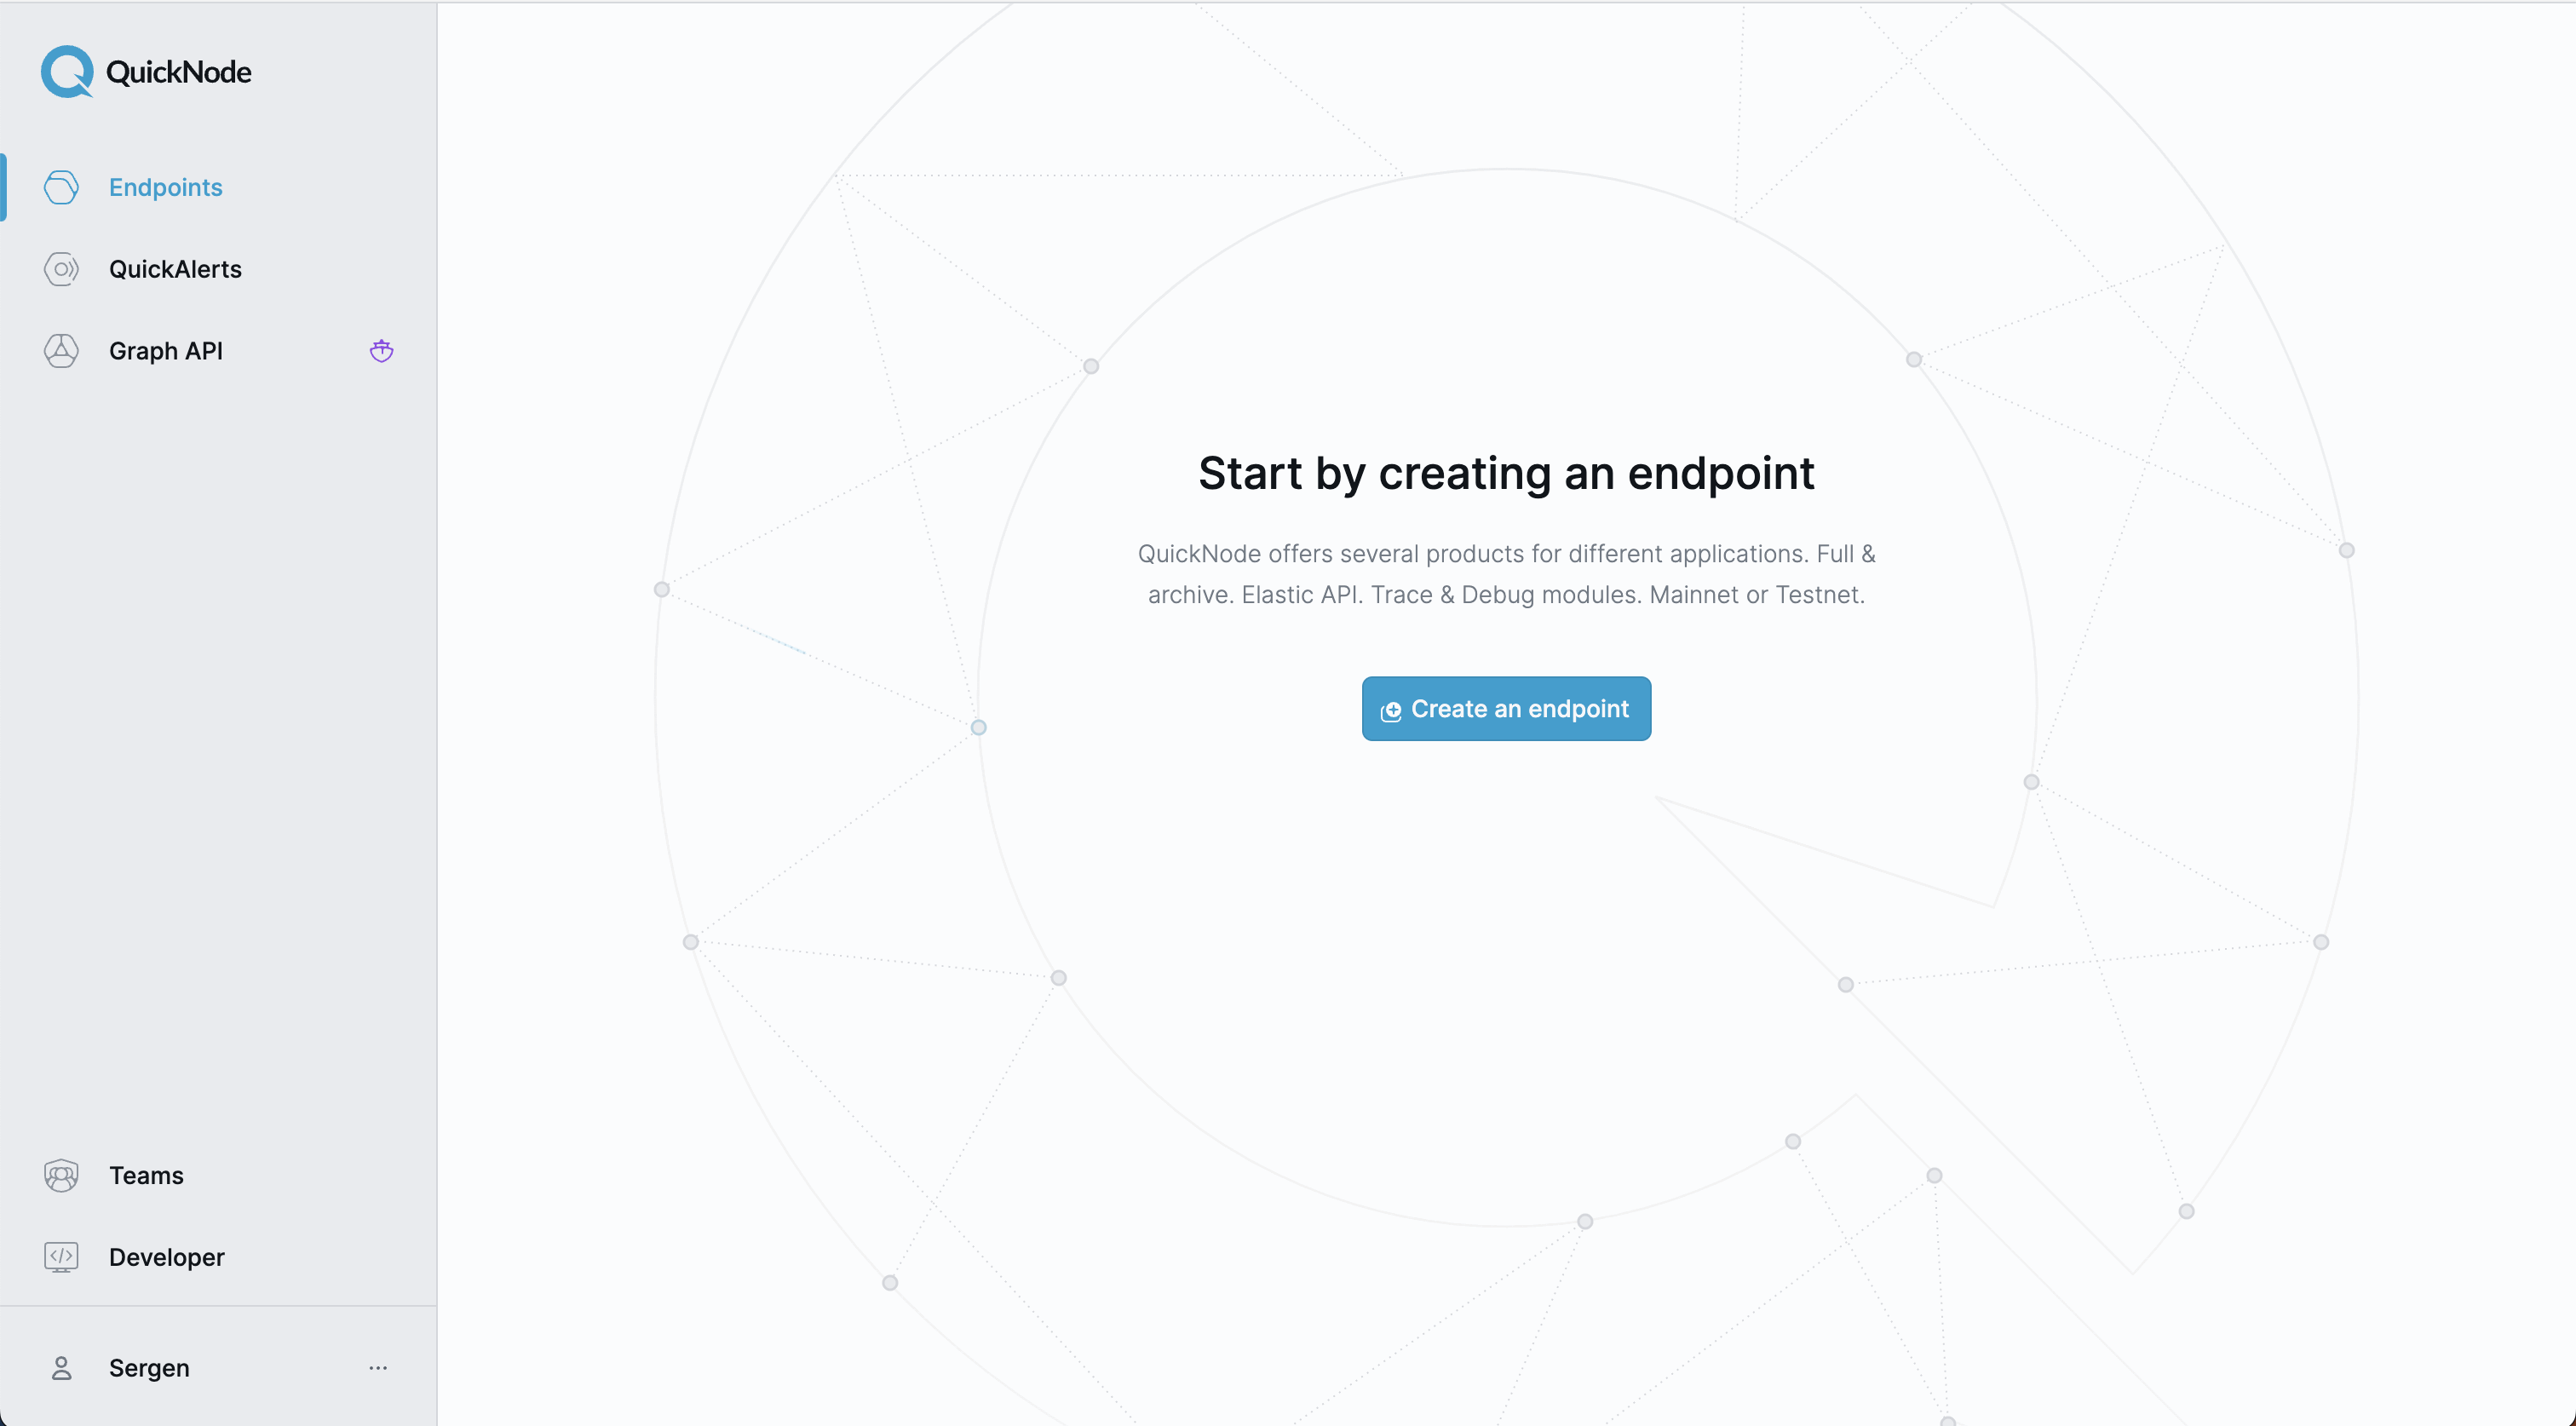 QuickNode
Endpoints
QuickAlerts
Graph API
Teams
Developer
Sergen
Start by creating an endpoint
QuickNode offers several products for different applications. Full &
archive. Elastic API. Trace & Debug modules. Mainnet or Testnet.
Create an endpoint